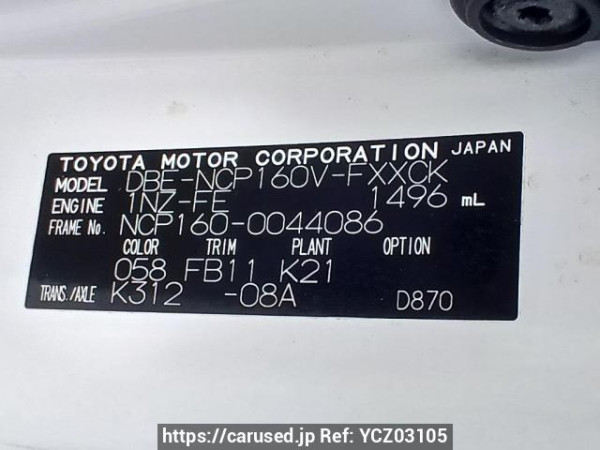 TOYOTA MOTOR CORPORATION JAPAN
MODEL DBE-NCP160V-FXXCK
ENGINE 1NZ-FE 1496 mL
FRAME No. NCP160-0044086
COLOR TRIM PLANT OPTION
058 FB11 K21
TRANS./AXLE K312 -08A D870
https://carused.jp Ref: YCZ03105